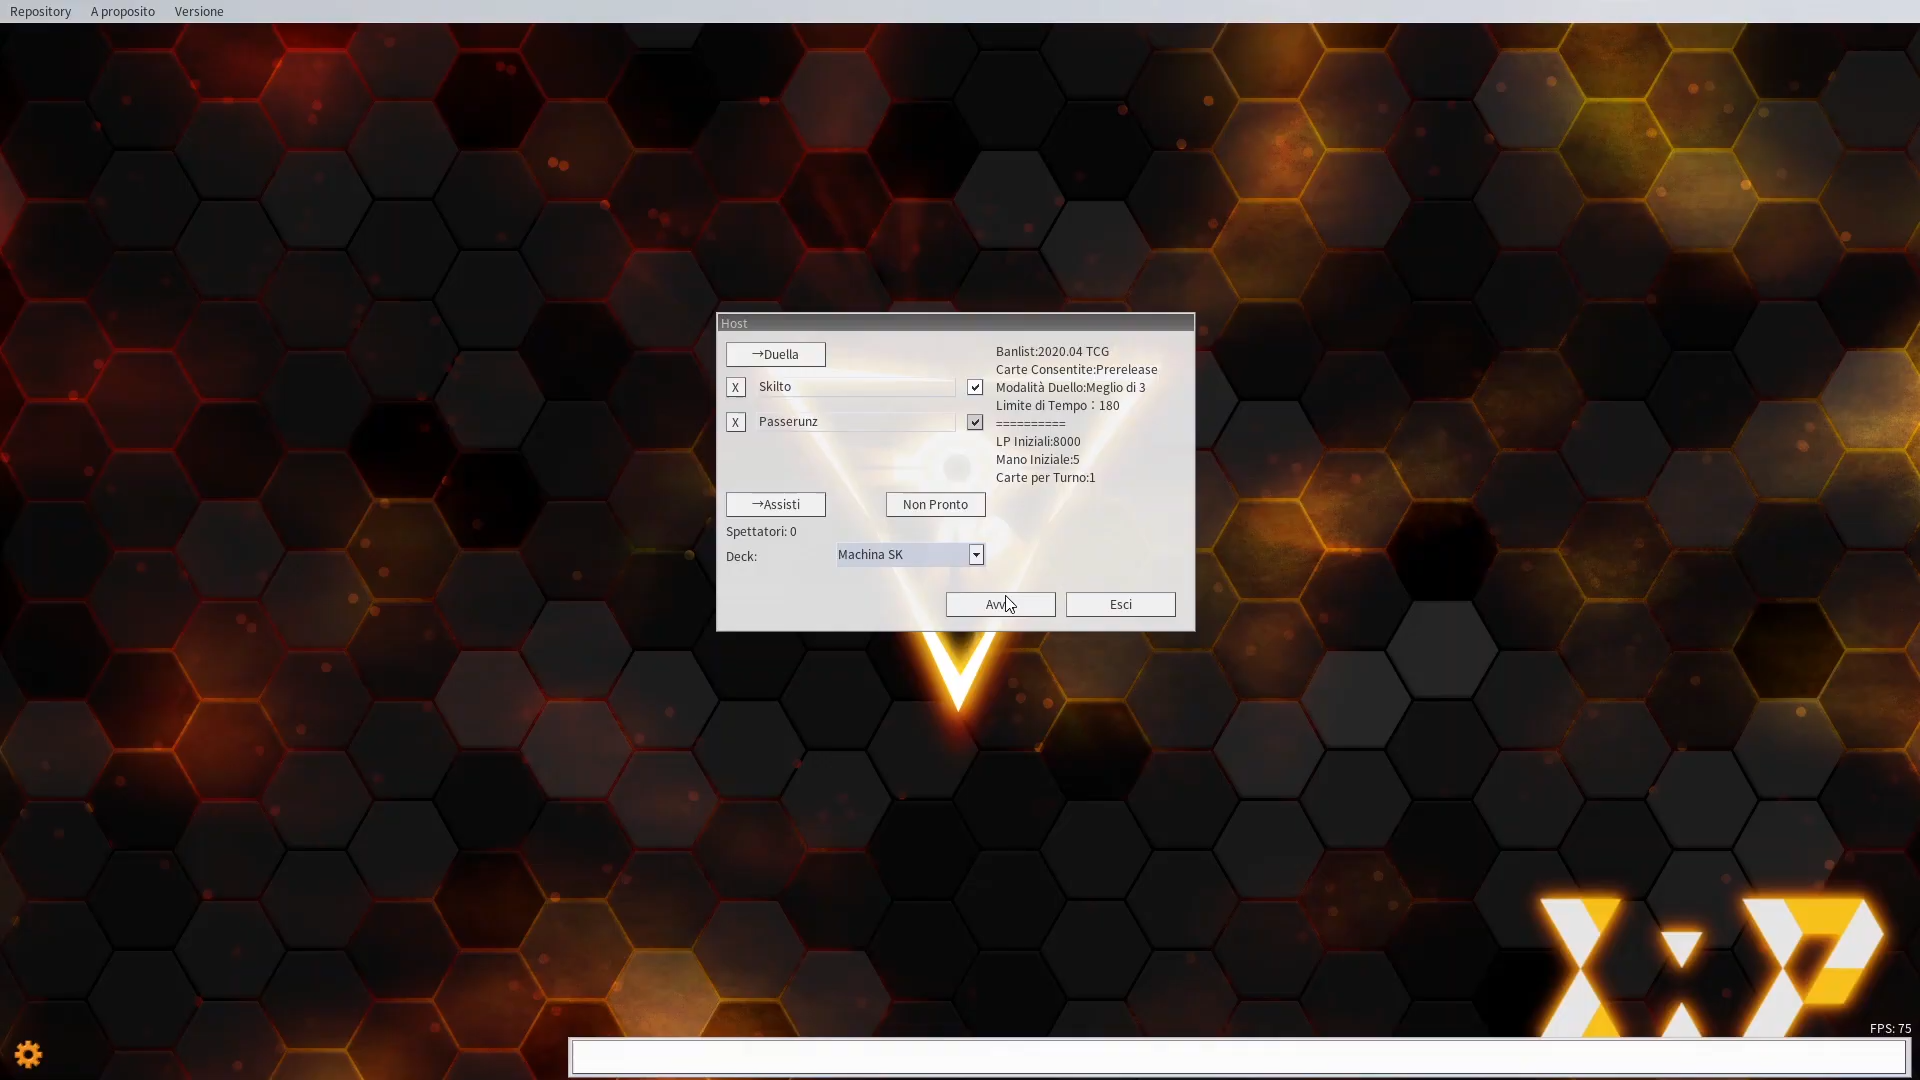 Repository A proposito Versione
Host
→Duella
X Skilto
X Passerunz
Banlist:2020.04 TCG
Carte Consentite:Prerelease
Modalità Duello:Meglio di 3
Limite di Tempo：180
==========
LP Iniziali:8000
Mano Iniziale:5
Carte per Turno:1
→Assisti Non Pronto
Spettatori: 0
Deck: Machina SK
Esci
FPS: 75